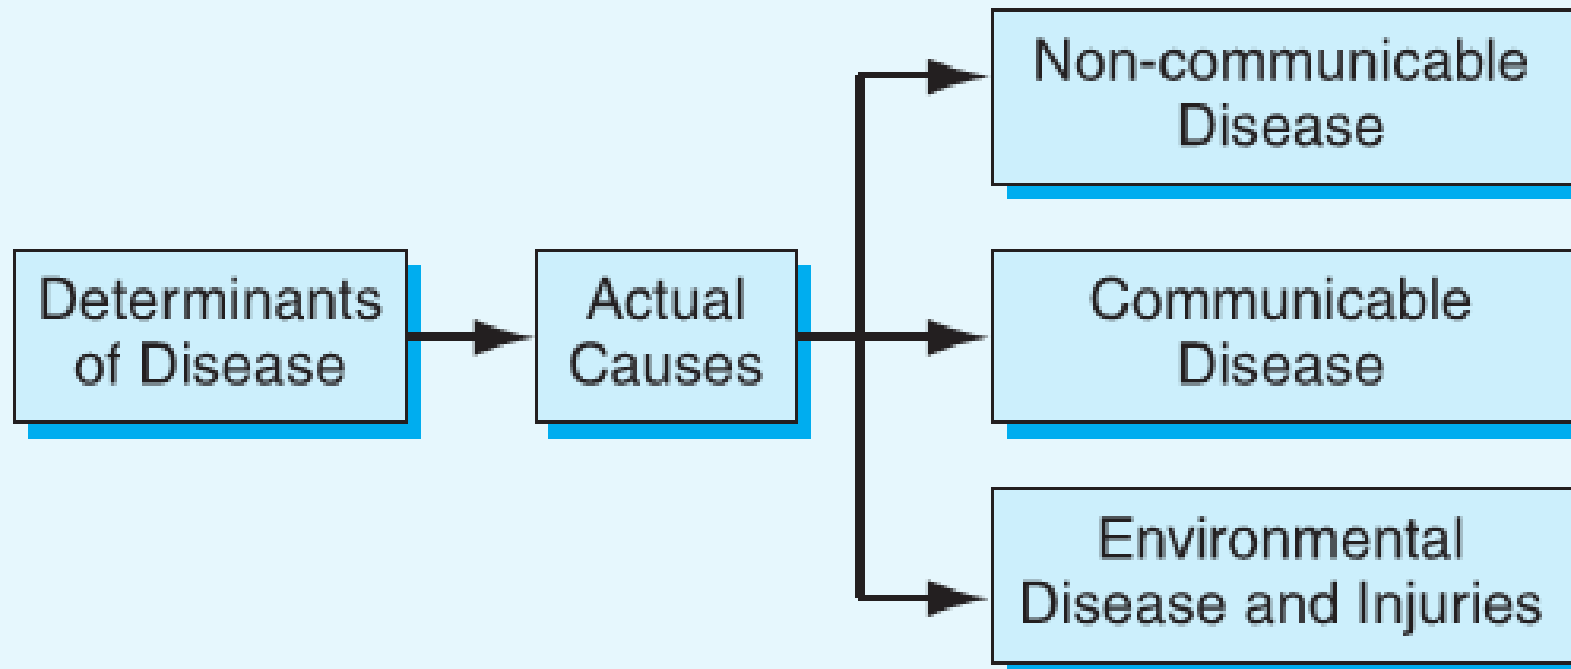 Determinants
of Disease
Actual
Causes
Non-communicable
Disease
Communicable
Disease
Environmental
Disease and Injuries